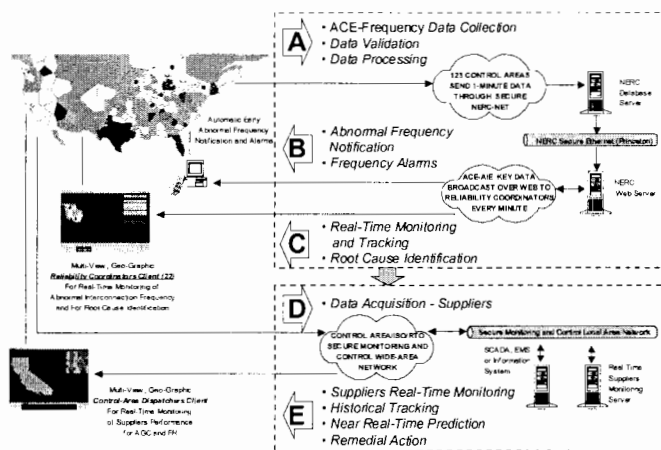 A
• ACE-Frequency Data Collection
• Data Validation
• Data Processing
123 CONTROL AREAS
SEND 1-MINUTE DATA
THROUGH SECURE
NERC-NET
NERC
Database
Server
Automatic Early
Abnormal Frequency
Notification and Alarms
B
• Abnormal Frequency
Notification
• Frequency Alarms
NERC Secure Ethernet (Princeton)
ACE-AIE KEY DATA
BROADCAST OVER WEB TO
RELIABILITY COORDINATORS
EVERY MINUTE
NERC
Web Server
C
• Real-Time Monitoring
and Tracking
• Root Cause Identification
Multi-View, Geo-Graphic
Reliability Coordinators Client (22)
For Real-Time Monitoring of
Abnormal Interconnection Frequency
and For Root Cause Identification
D
• Data Acquisition - Suppliers
CONTROL AREA/ISO/RTO
SECURE MONITORING AND
CONTROL WIDE-AREA
NETWORK
Secure Monitoring and Control Local Area Network
SCADA, EMS
or Information
System
Real Time
Suppliers
Monitoring
Server
Multi-View, Geo-Graphic
Control-Area Dispatchers Client
For Real-Time Monitoring
of Suppliers Performance
for AGC and FR
E
• Suppliers Real-Time Monitoring
• Historical Tracking
• Near Real-Time Prediction
• Remedial Action